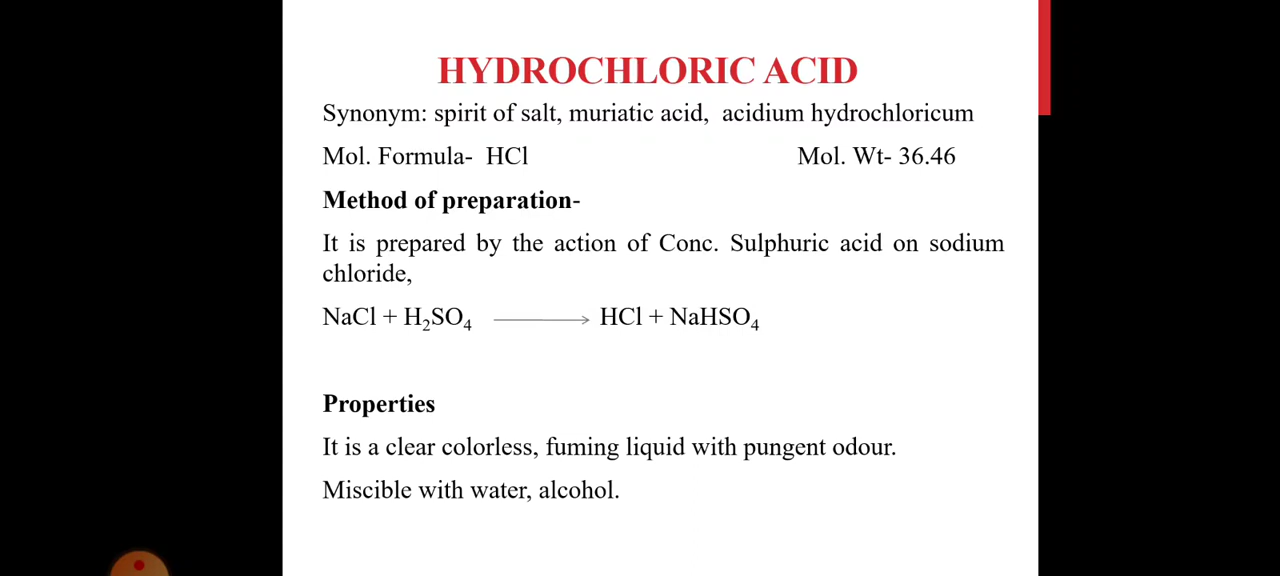 HYDROCHLORIC ACID
Synonym: spirit of salt, muriatic acid, acidium hydrochloricum
Mol. Formula- HCl Mol. Wt- 36.46
Method of preparation-
It is prepared by the action of Conc. Sulphuric acid on sodium
chloride,
NaCl + H₂SO₄ ⟶ HCl + NaHSO₄
Properties
It is a clear colorless, fuming liquid with pungent odour.
Miscible with water, alcohol.